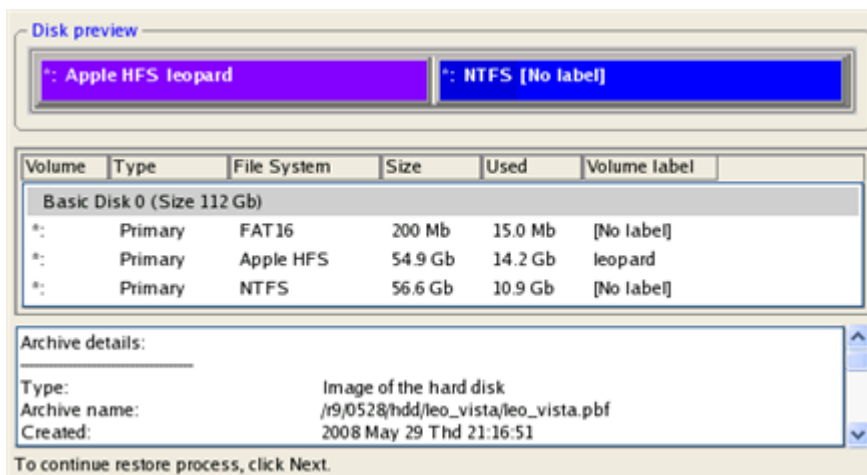 Disk preview
*: Apple HFS leopard *: NTFS [No label]
Volume Type File System Size Used Volume label
Basic Disk 0 (Size 112 Gb)
*: Primary FAT16 200 Mb 15.0 Mb [No label]
*: Primary Apple HFS 54.9 Gb 14.2 Gb leopard
*: Primary NTFS 56.6 Gb 10.9 Gb [No label]
Archive details:
------------------------------------
Type: Image of the hard disk
Archive name: /r9/0528/hdd/leo_vista/leo_vista.pbf
Created: 2008 May 29 Thd 21:16:51
To continue restore process, click Next.